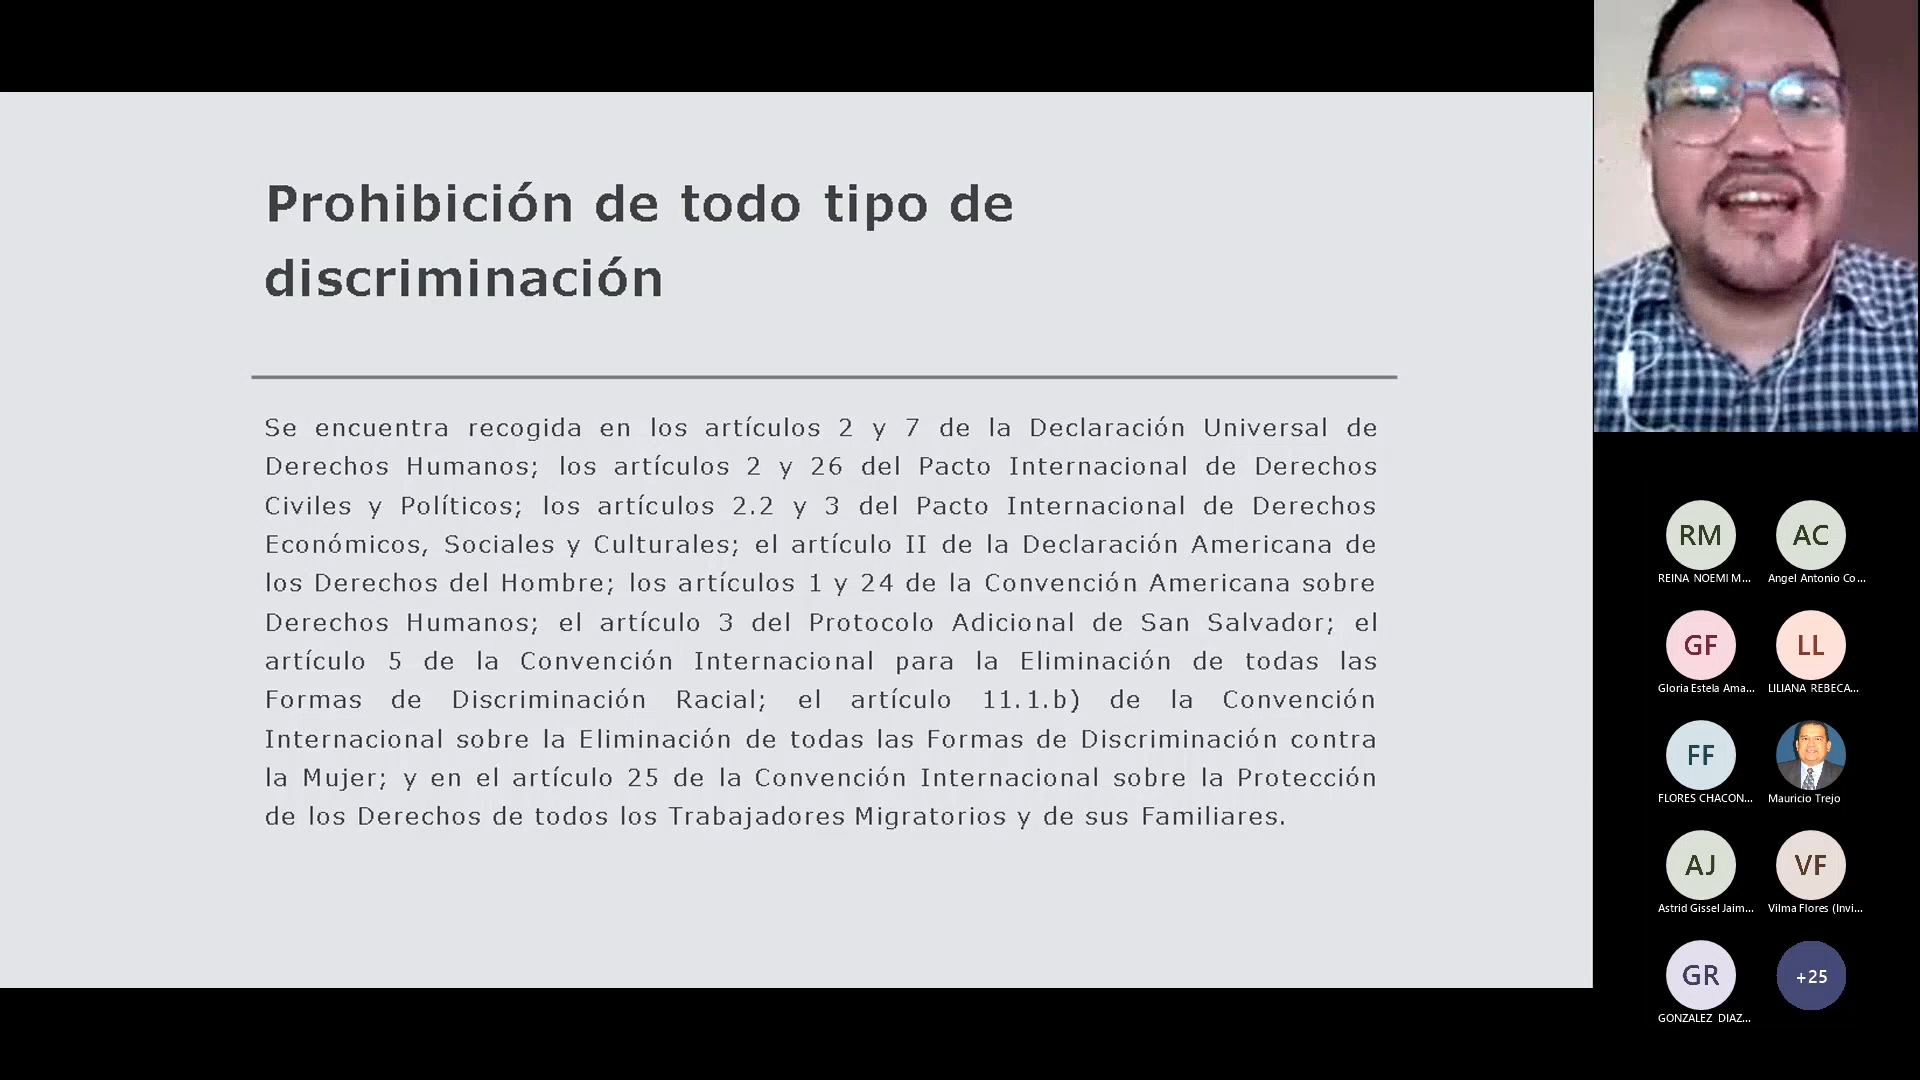 Prohibición de todo tipo de
discriminación
Se encuentra recogida en los artículos 2 y 7 de la Declaración Universal de
Derechos Humanos; los artículos 2 y 26 del Pacto Internacional de Derechos
Civiles y Políticos; los artículos 2.2 y 3 del Pacto Internacional de Derechos
Económicos, Sociales y Culturales; el artículo II de la Declaración Americana de
los Derechos del Hombre; los artículos 1 y 24 de la Convención Americana sobre
Derechos Humanos; el artículo 3 del Protocolo Adicional de San Salvador; el
artículo 5 de la Convención Internacional para la Eliminación de todas las
Formas de Discriminación Racial; el artículo 11.1.b) de la Convención
Internacional sobre la Eliminación de todas las Formas de Discriminación contra
la Mujer; y en el artículo 25 de la Convención Internacional sobre la Protección
de los Derechos de todos los Trabajadores Migratorios y de sus Familiares.
RM
REINA NOEMI M...
AC
Angel Antonio Co...
GF
Gloria Estela Ama...
LL
LILIANA REBECA...
FF
FLORES CHACON...
Mauricio Trejo
AJ
Astrid Gissel Jaim...
VF
Vilma Flores (Invi...
GR
GONZALEZ DIAZ...
+25